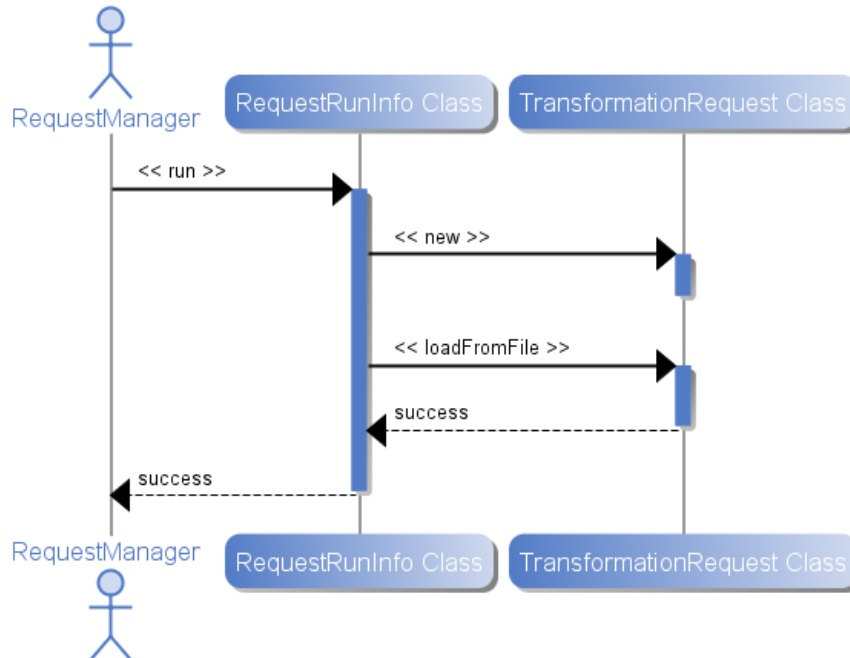 RequestManager
RequestRunInfo Class
TransformationRequest Class
<< run >>
<< new >>
<< loadFromFile >>
success
success
RequestManager
RequestRunInfo Class
TransformationRequest Class